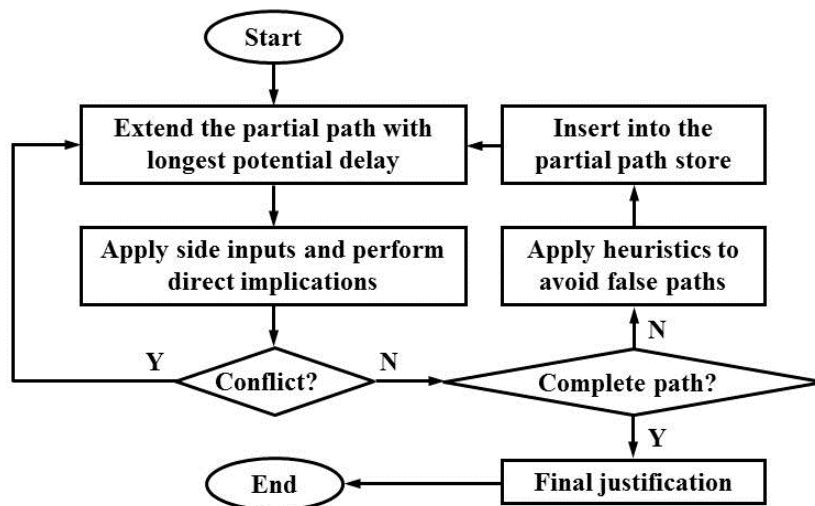 Start
Extend the partial path with
longest potential delay
Insert into the
partial path store
Apply side inputs and perform
direct implications
Apply heuristics to
avoid false paths
Y
Conflict?
N
N
Complete path?
Y
Final justification
End